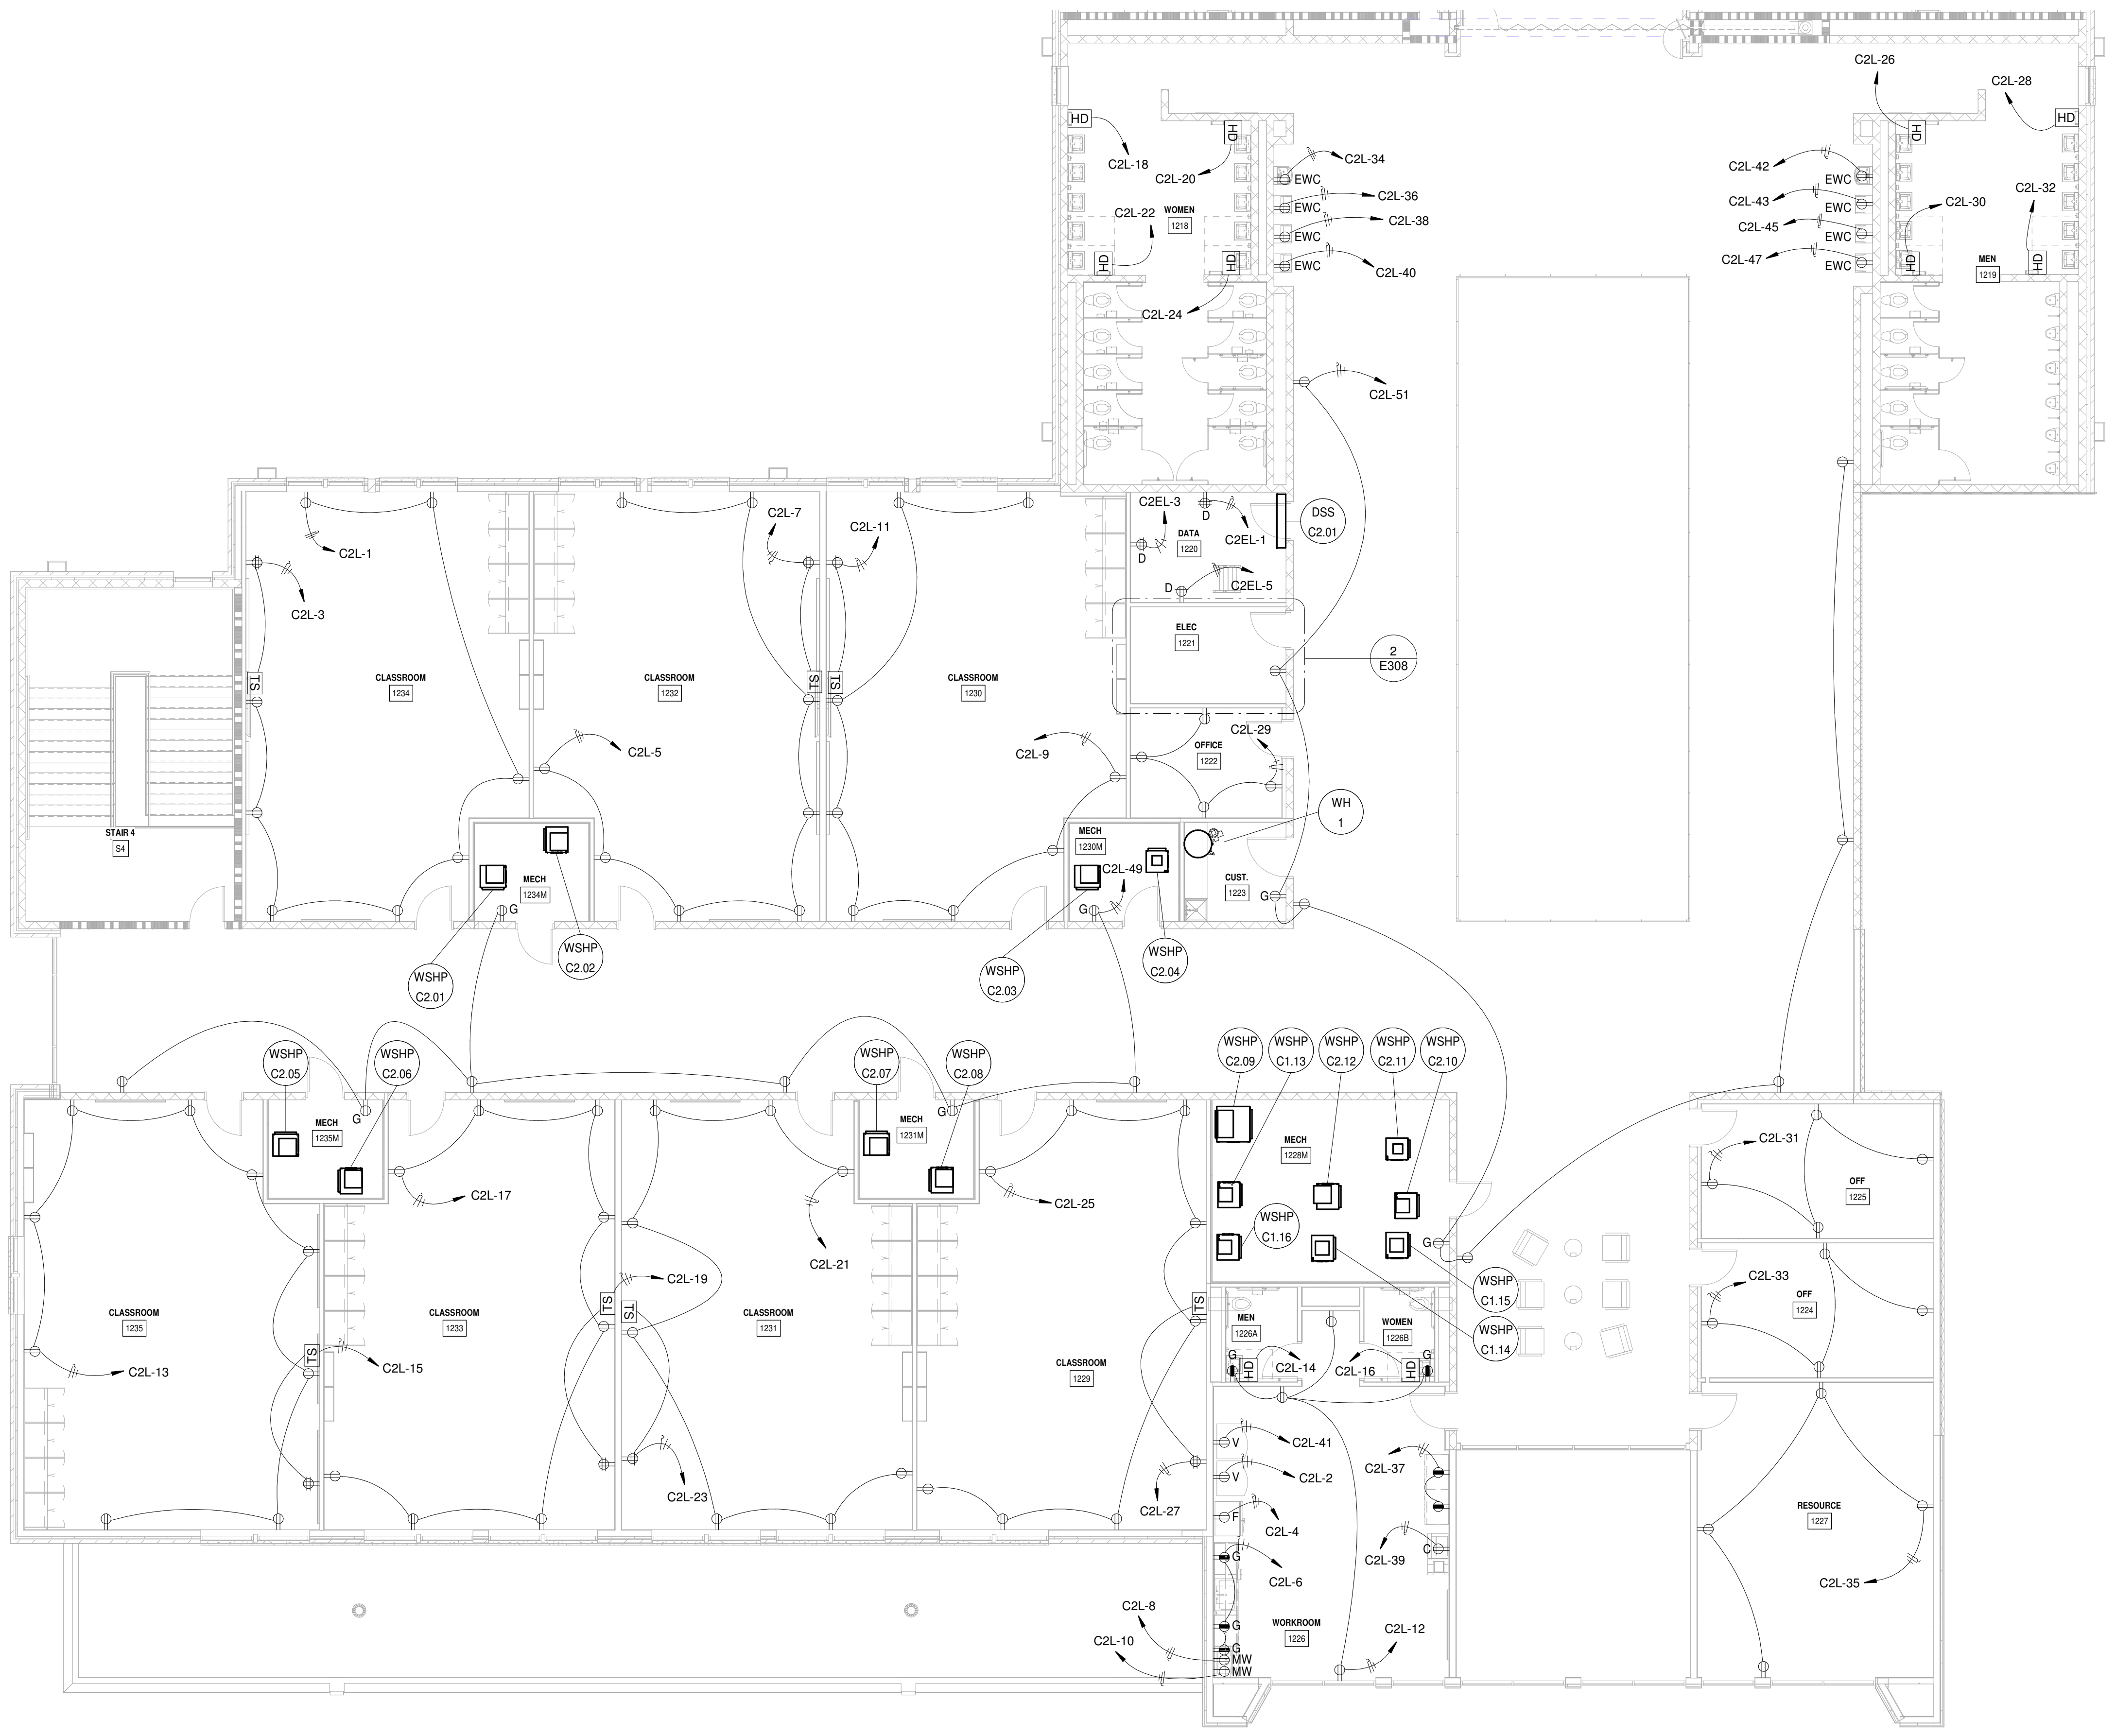 C2L-26
C2L-28
HD
HD
HD
HD
C2L-18
C2L-20
C2L-34
EWC
C2L-36
EWC
C2L-38
EWC
C2L-40
EWC
C2L-22
WOMEN
1218
HD
HD
C2L-24
C2L-42
EWC
C2L-43
EWC
C2L-45
EWC
C2L-47
EWC
C2L-30
C2L-32
HD
HD
MEN
1219
C2L-51
C2L-1
C2L-3
C2L-7
C2L-11
C2EL-3
D
C2EL-1
DSS
C2.01
DATA
1220
D
D
C2EL-5
ELEC
1221
2
E308
TS
TS
TS
CLASSROOM
1234
CLASSROOM
1232
CLASSROOM
1230
C2L-5
C2L-9
C2L-29
OFFICE
1222
WH
1
STAIR 4
S4
MECH
1234M
G
MECH
1230M
C2L-49
G
CUST.
1223
G
WSHP
C2.01
WSHP
C2.02
WSHP
C2.03
WSHP
C2.04
WSHP
C2.05
WSHP
C2.06
WSHP
C2.07
WSHP
C2.08
WSHP
C2.09
WSHP
C1.13
WSHP
C2.12
WSHP
C2.11
WSHP
C2.10
G
MECH
1235M
G
MECH
1231M
MECH
1228M
C2L-31
OFF
1225
C2L-17
C2L-21
C2L-25
WSHP
C1.16
G
C2L-19
C2L-33
OFF
1224
WSHP
C1.15
WSHP
C1.14
TS
TS
TS
TS
CLASSROOM
1235
CLASSROOM
1233
CLASSROOM
1231
CLASSROOM
1229
MEN
1226A
WOMEN
1226B
G
HD
C2L-14
C2L-16
HD
G
C2L-13
C2L-15
C2L-23
C2L-27
V
C2L-41
V
C2L-2
F
C2L-4
G
C2L-6
C2L-37
C2L-39
C
RESOURCE
1227
C2L-35
C2L-8
C2L-10
G
G
MW
MW
WORKROOM
1226
C2L-12